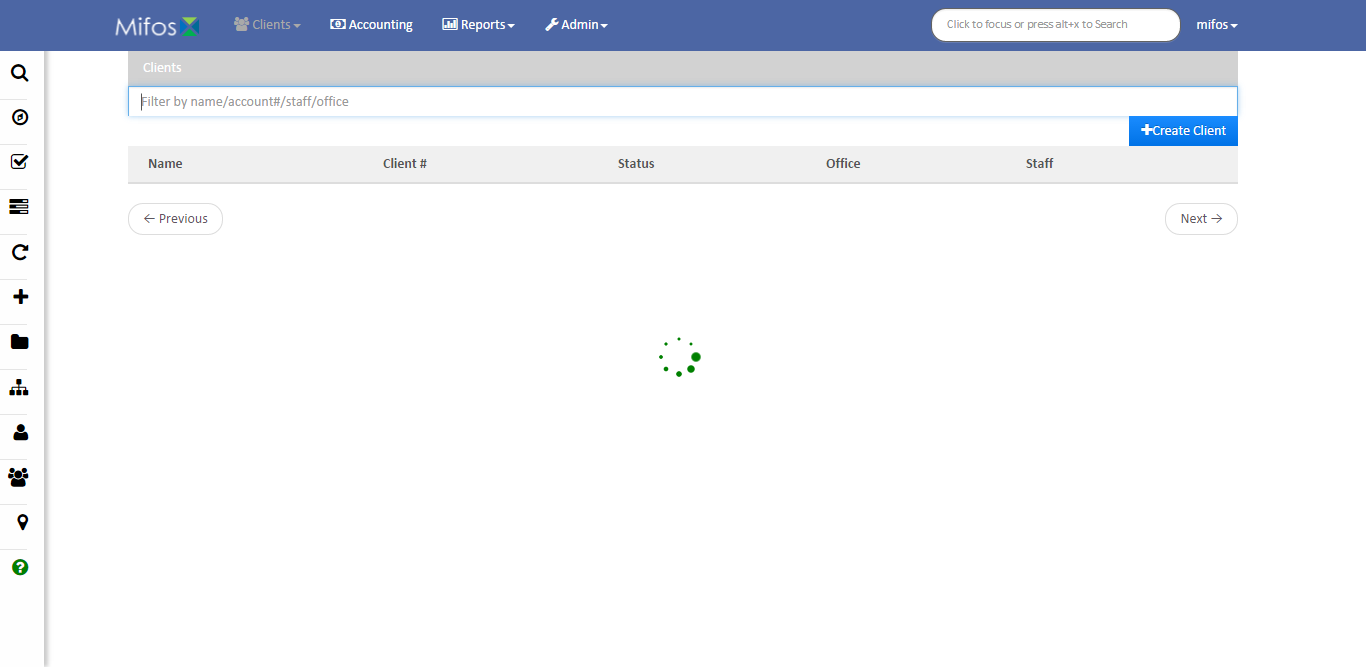 Mifos Clients Accounting Reports Admin Click to focus or press alt+x to Search mifos
Clients
Filter by name/account#/staff/office
Create Client
Name Client # Status Office Staff
Previous Next